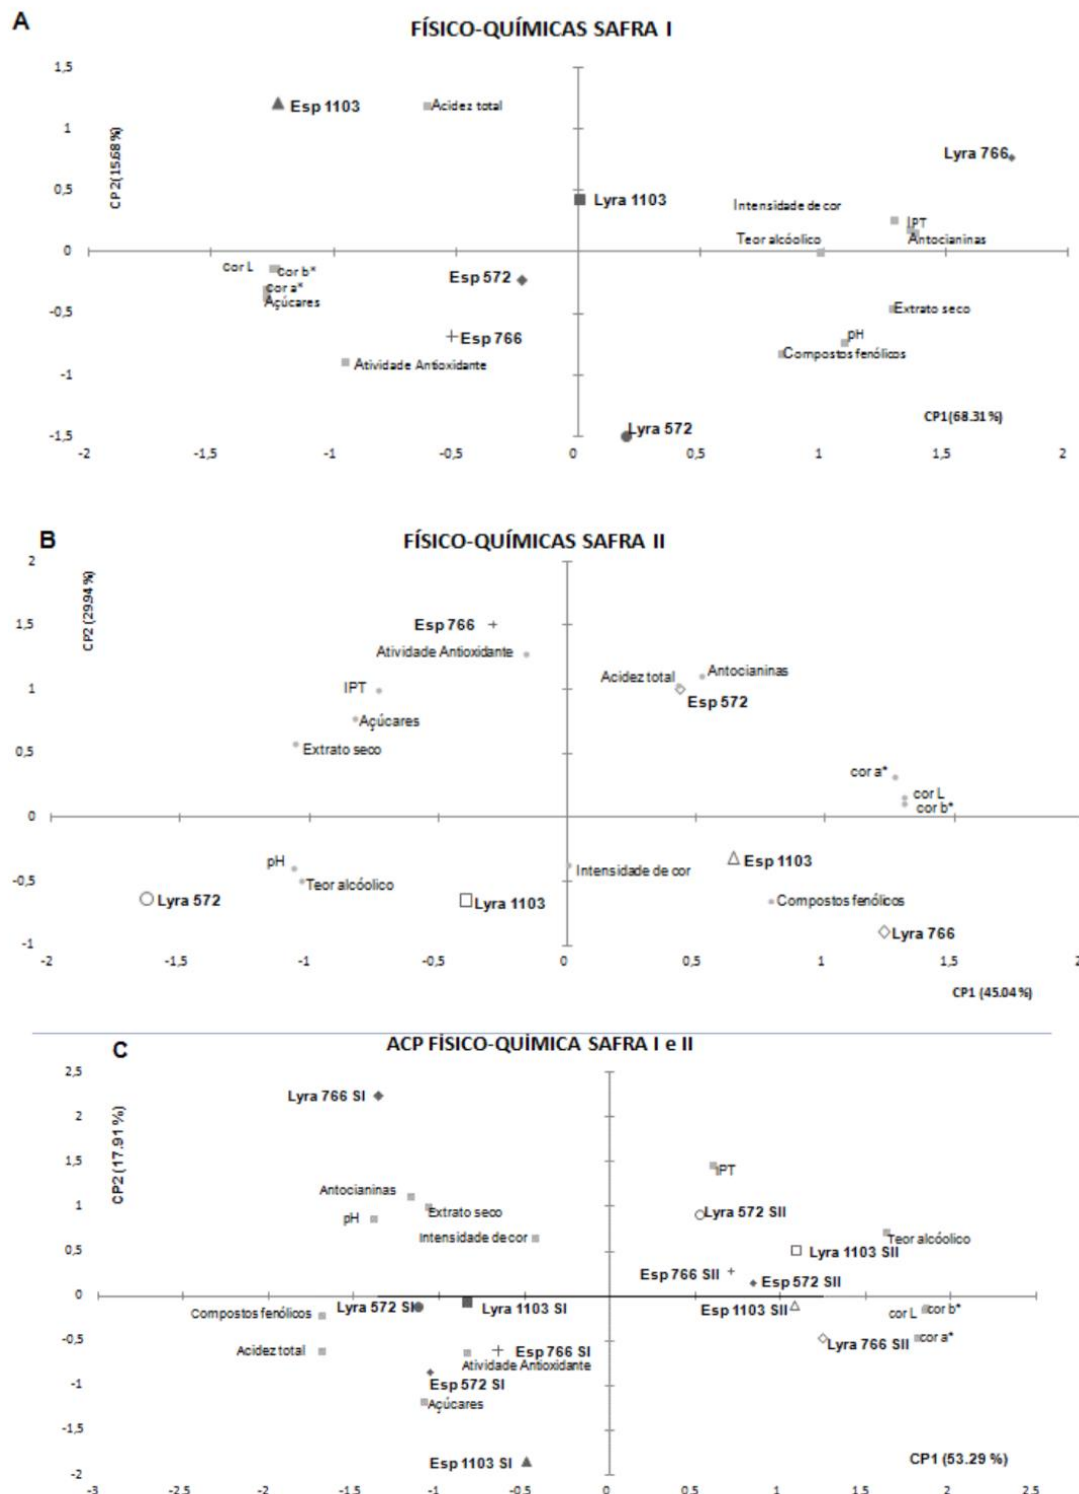 A
FÍSICO-QUÍMICAS SAFRA I
1,5
Esp 1103
Acidez total
1
CP2(15.68%)
Lyra 766
0,5
Lyra 1103
Intensidade de cor
IPT
Teor alcóolico
Antocianinas
0
cor L
cor b*
Esp 572
cor a*
Açúcares
-0,5
Extrato seco
Esp 766
pH
Compostos fenólicos
Atividade Antioxidante
-1
CP1(68.31%)
Lyra 572
-1,5
-2 -1,5 -1 -0,5 0 0,5 1 1,5 2
B
FÍSICO-QUÍMICAS SAFRA II
2
CP2 (29.94%)
1,5
Esp 766
Atividade Antioxidante
Acidez total
Antocianinas
1
IPT
Esp 572
Açúcares
0,5
Extrato seco
cor a*
cor L
cor b*
0
pH
Intensidade de cor
Esp 1103
-0,5
Teor alcóolico
Lyra 572
Lyra 1103
Compostos fenólicos
Lyra 766
-1
-2 -1,5 -1 -0,5 0 0,5 1 1,5 2
CP1 (45.04%)
C
ACP FÍSICO-QUÍMICA SAFRA I e II
2,5
Lyra 766 SI
2
CP2 (17.91 %)
1,5
IPT
Antocianinas
1
Extrato seco
Lyra 572 SII
pH
Intensidade de cor
Teor alcóolico
0,5
Lyra 1103 SII
Esp 766 SII
Esp 572 SII
0
Compostos fenólicos
Lyra 572 SI
Lyra 1103 SI
Esp 1103 SII
cor L
cor b*
-0,5
Lyra 766 SII
cor a*
Acidez total
Esp 766 SI
Atividade Antioxidante
-1
Esp 572 SI
Açúcares
-1,5
Esp 1103 SI
CP1 (53.29 %)
-2
-3 -2,5 -2 -1,5 -1 -0,5 0 0,5 1 1,5 2 2,5